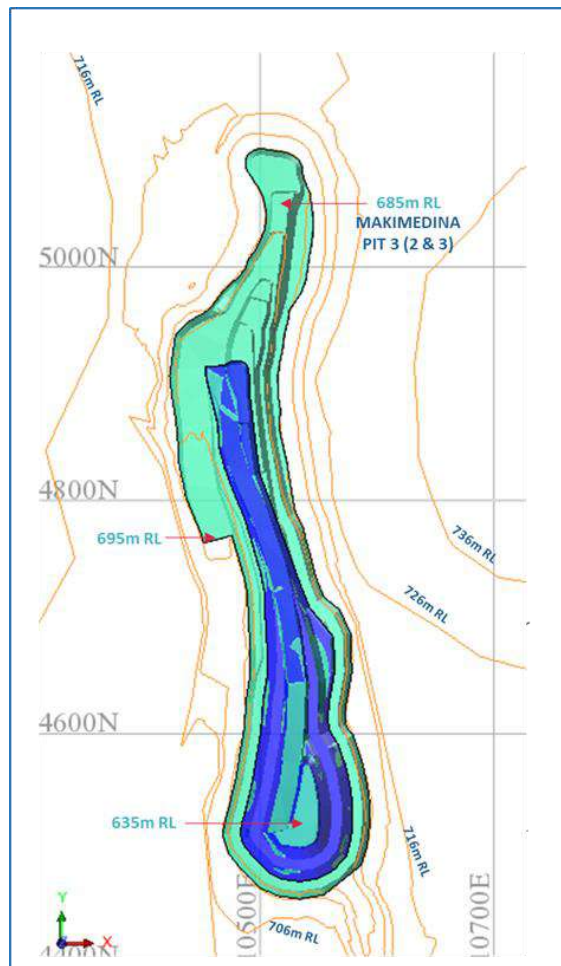 716m RL
685m RL
MAKIMEDINA
PIT 3 (2 & 3)
5000N
4800N
695m RL
736m RL
726m RL
4600N
635m RL
716m RL
10500E
10700E
706m RL
Y
X